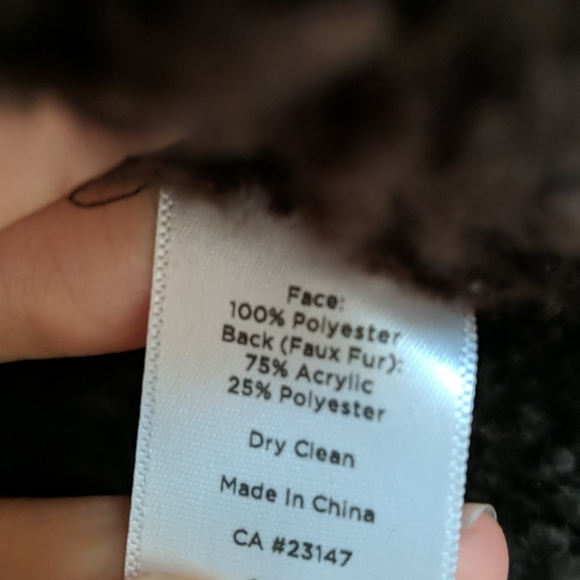 Face:
100% Polyester
Back (Faux Fur):
75% Acrylic
25% Polyester
Dry Clean
Made In China
CA #23147